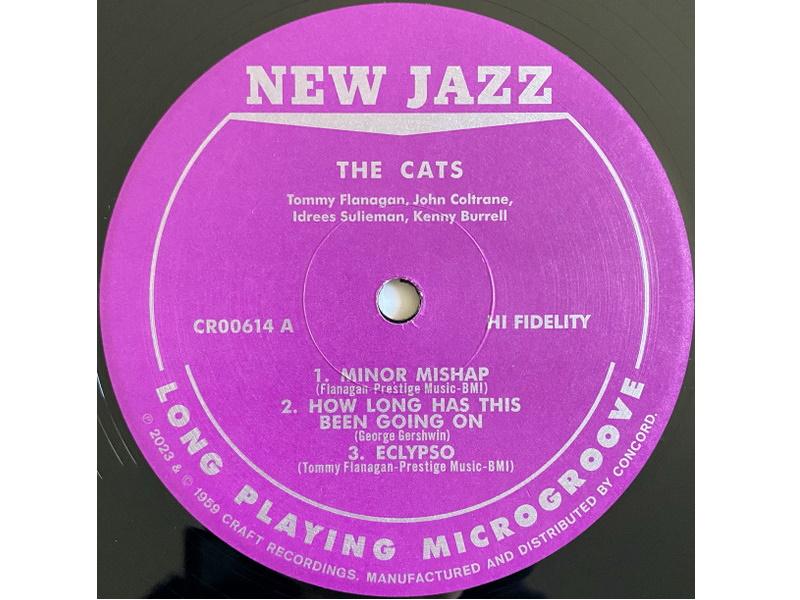 NEW JAZZ
THE CATS
Tommy Flanagan, John Coltrane,
Idrees Sulieman, Kenny Burrell
CR00614 A
HI FIDELITY
1. MINOR MISHAP
(Flanagan-Prestige Music-BMI)
2. HOW LONG HAS THIS
BEEN GOING ON
(George Gershwin)
3. ECLYPSO
(Tommy Flanagan-Prestige Music-BMI)
LONG PLAYING MICROGROOVE
℗ 2023 & © 1959 CRAFT RECORDINGS. MANUFACTURED AND DISTRIBUTED BY CONCORD.